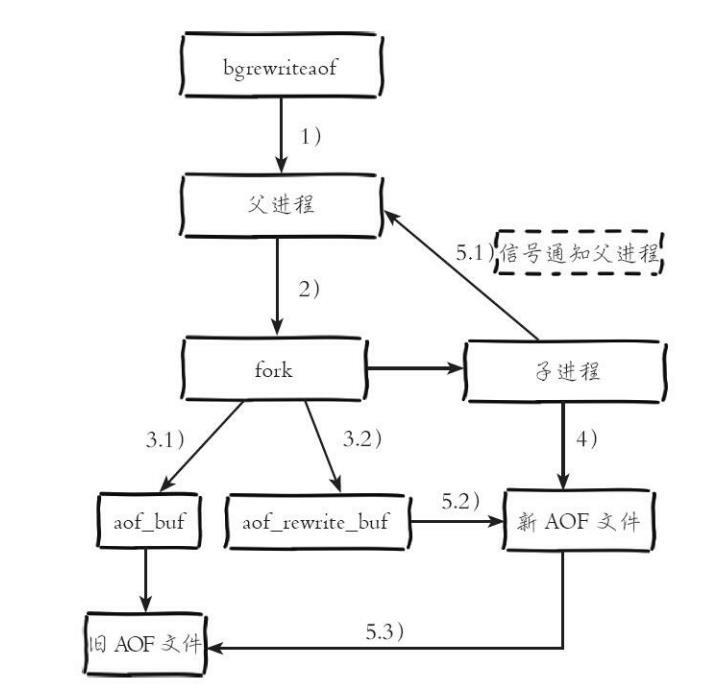 bgrewriteaof
1)
父进程
5.1)
信号通知父进程
2)
fork
子进程
3.1)
3.2)
4)
aof_buf
aof_rewrite_buf
5.2)
新 AOF 文件
旧 AOF 文件
5.3)